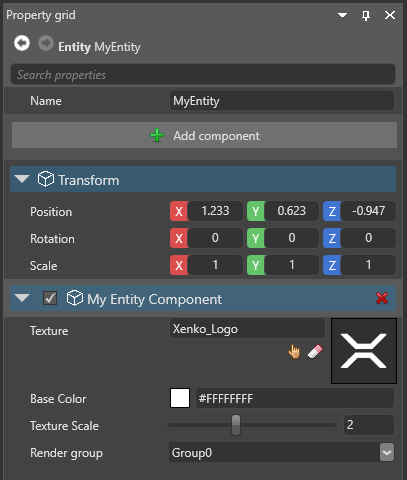 Property grid
Entity MyEntity
Search properties
Name MyEntity
Add component
Transform
Position X 1.233 Y 0.623 Z -0.947
Rotation X 0 Y 0 Z 0
Scale X 1 Y 1 Z 1
My Entity Component
Texture Xenko_Logo
Base Color #FFFFFFFF
Texture Scale 2
Render group Group0